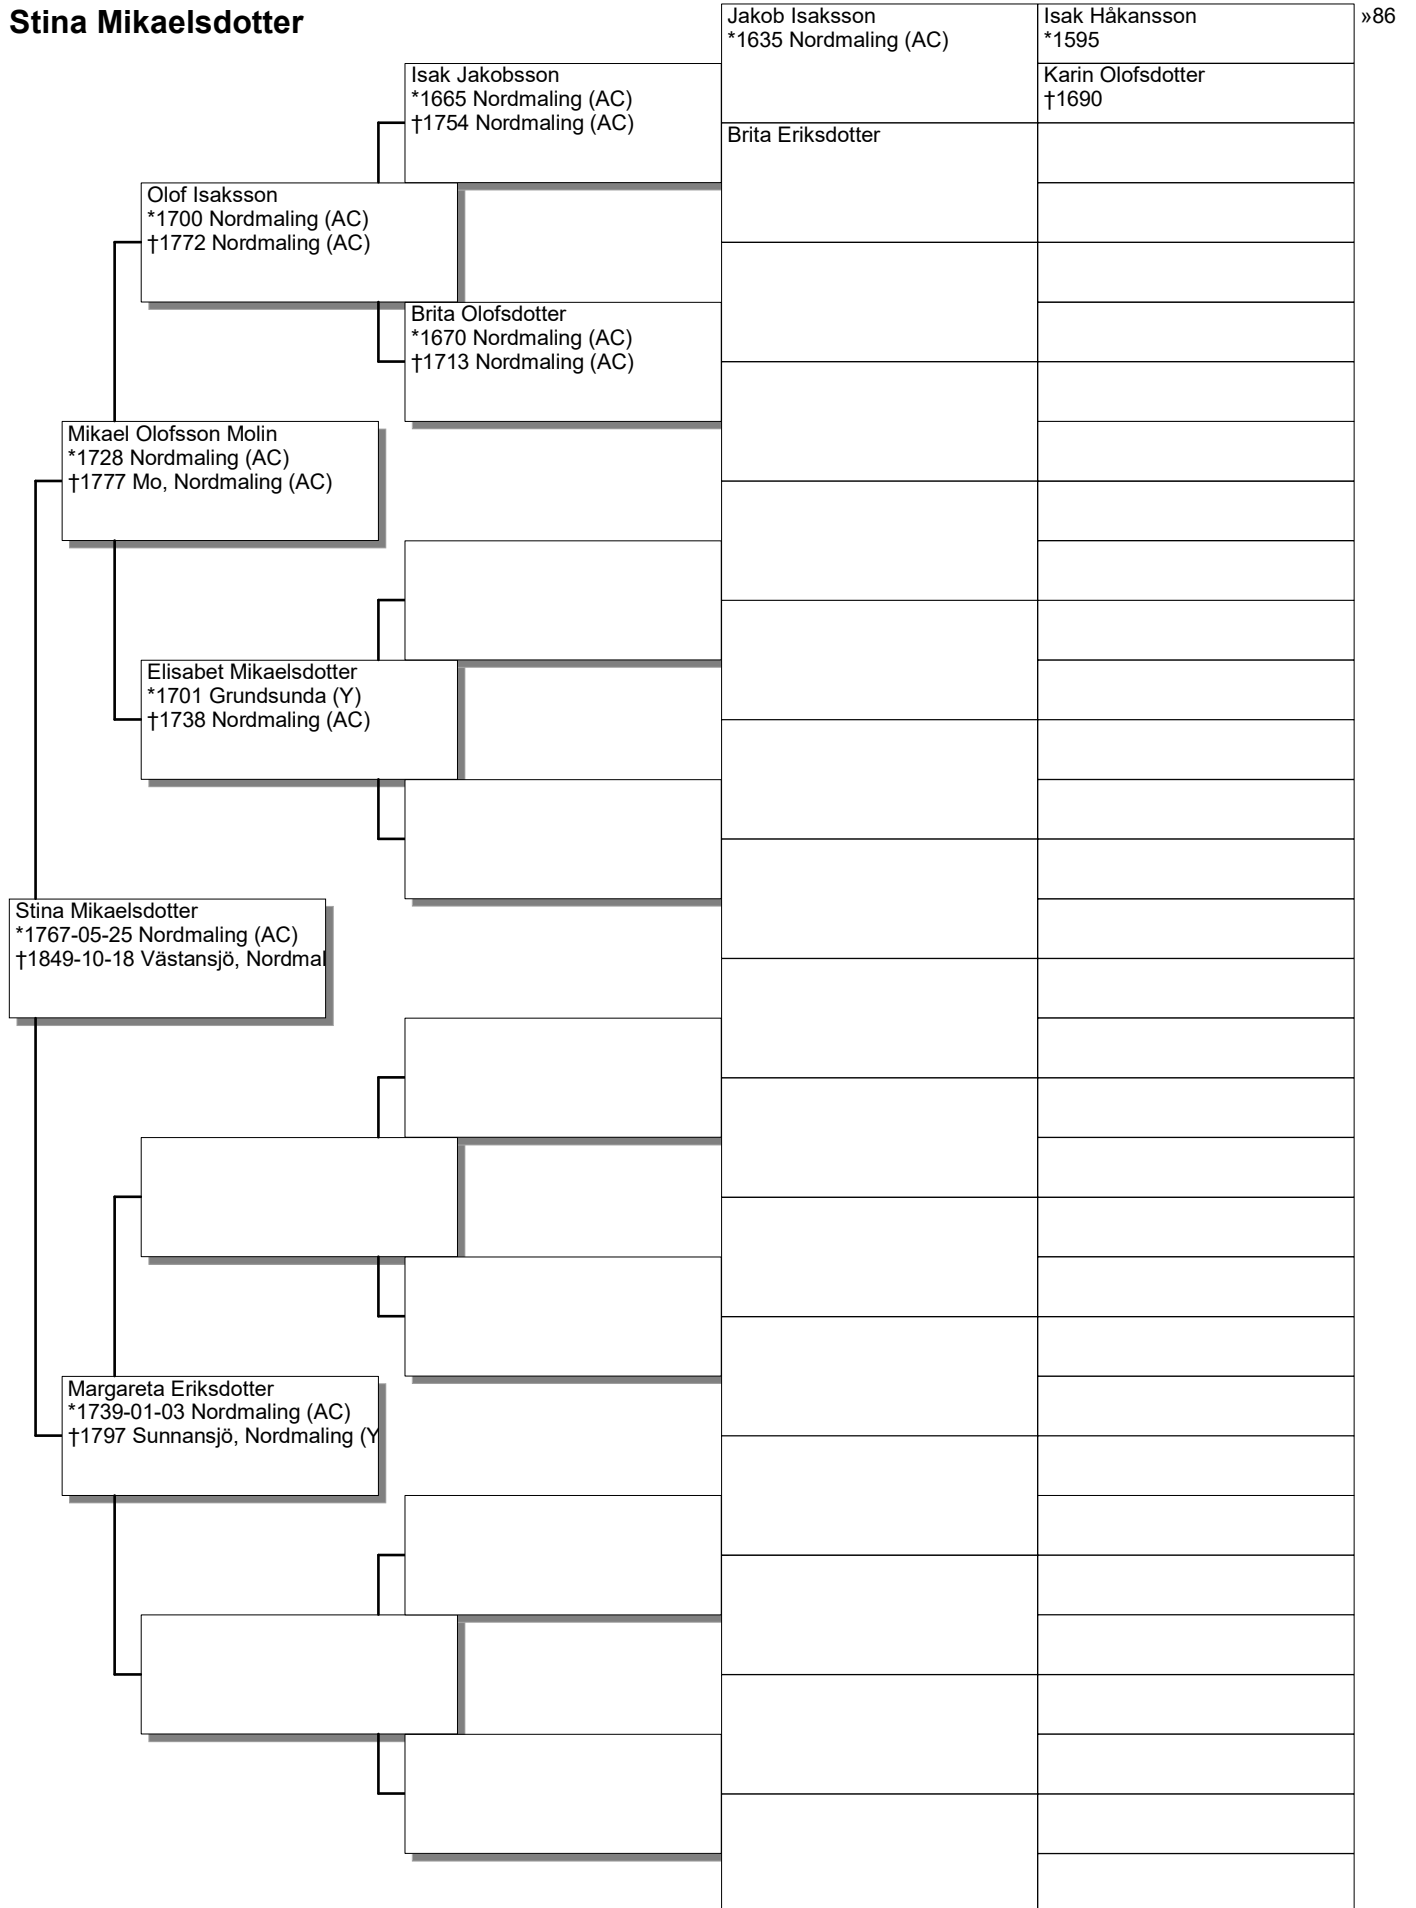 Stina Mikaelsdotter
Jakob Isaksson
*1635 Nordmaling (AC)
Isak Håkansson
*1595
»86
Karin Olofsdotter
†1690
Isak Jakobsson
*1665 Nordmaling (AC)
†1754 Nordmaling (AC)
Brita Eriksdotter
Olof Isaksson
*1700 Nordmaling (AC)
†1772 Nordmaling (AC)
Brita Olofsdotter
*1670 Nordmaling (AC)
†1713 Nordmaling (AC)
Mikael Olofsson Molin
*1728 Nordmaling (AC)
†1777 Mo, Nordmaling (AC)
Elisabet Mikaelsdotter
*1701 Grundsunda (Y)
†1738 Nordmaling (AC)
Stina Mikaelsdotter
*1767-05-25 Nordmaling (AC)
†1849-10-18 Västansjö, Nordmal
Margareta Eriksdotter
*1739-01-03 Nordmaling (AC)
†1797 Sunnansjö, Nordmaling (Y